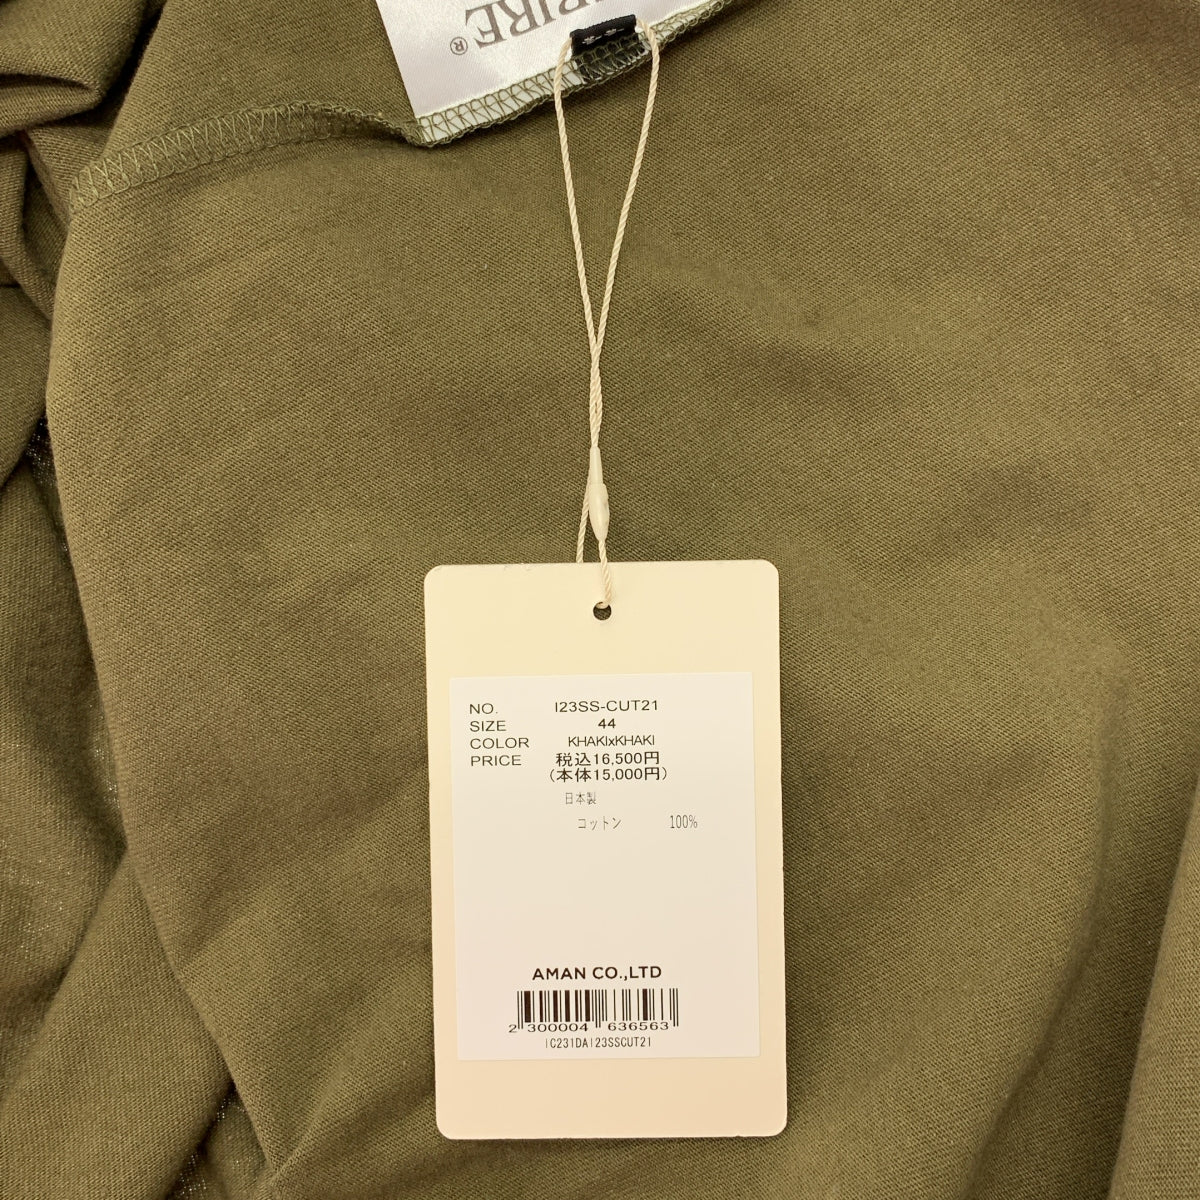 NO. I23SS-CUT21
SIZE 44
COLOR KHAKIxKHAKI
PRICE 税込16,500円
(本体15,000円)
日本製
コットン 100%
AMAN CO.,LTD
2 300004 636563
IC231DAI23SSCUT21